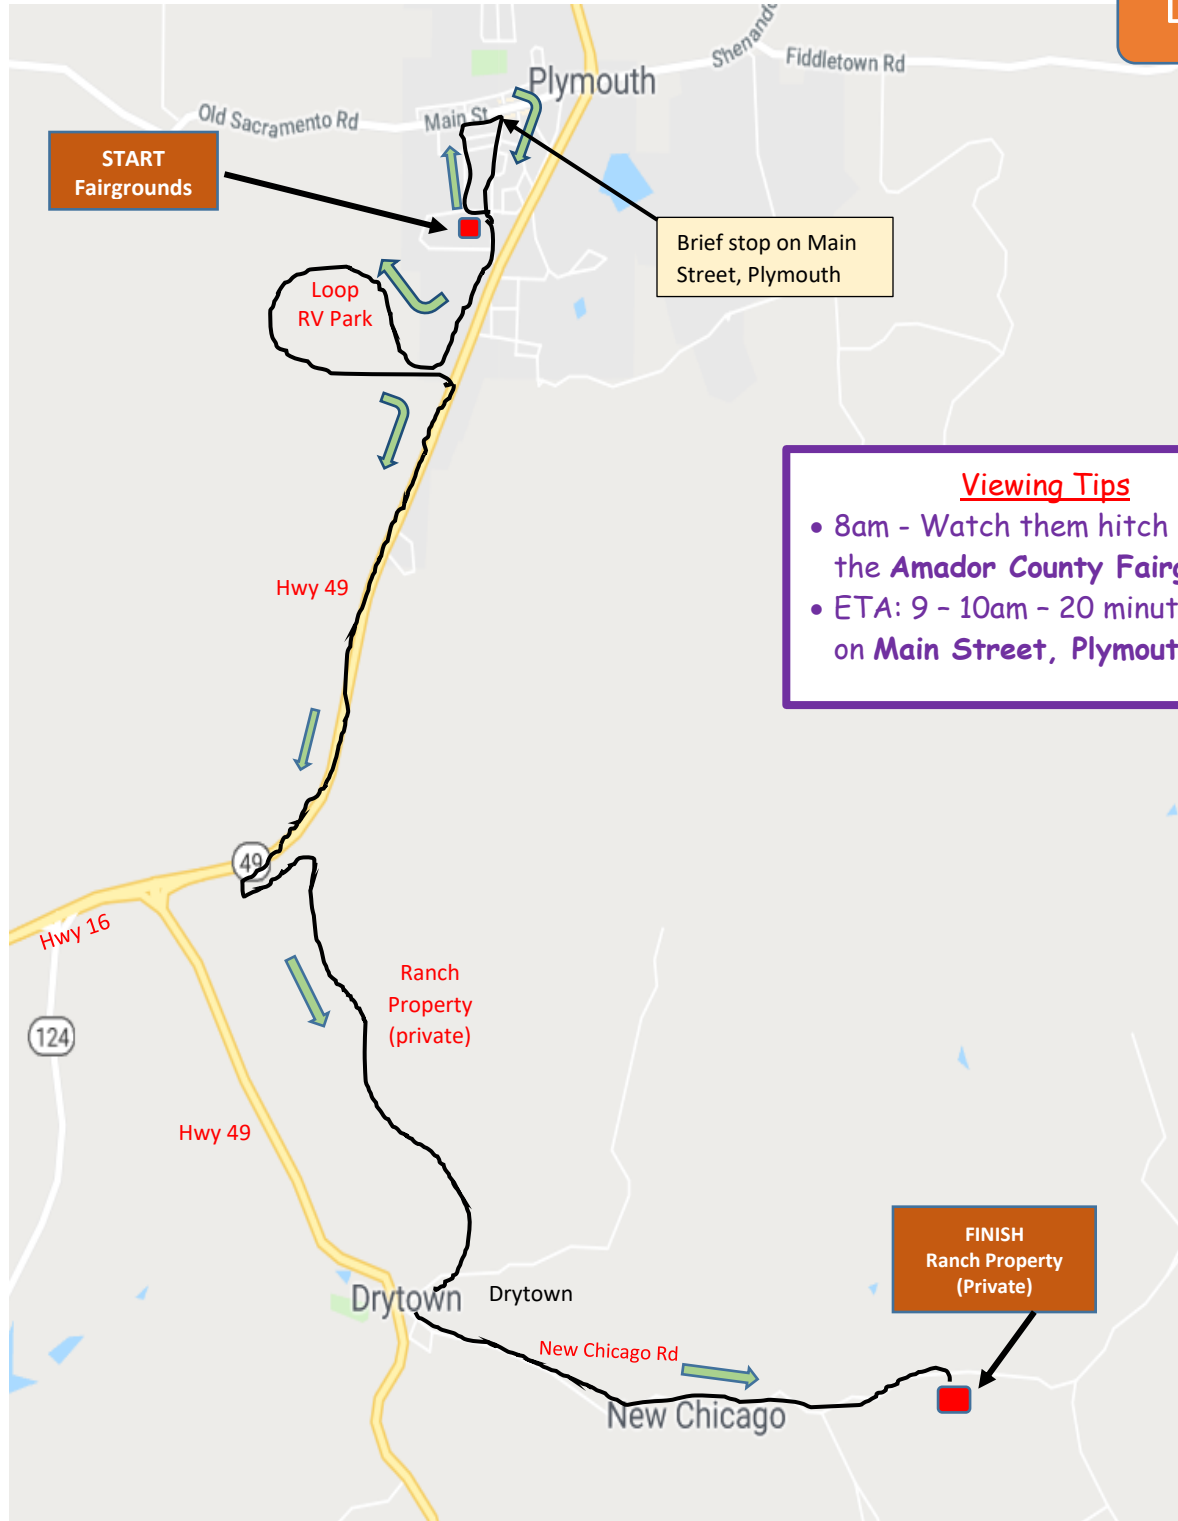 Plymouth
Shenando
Fiddletown Rd
Old Sacramento Rd
Main St
START
Fairgrounds
Brief stop on Main
Street, Plymouth
Loop
RV Park
Viewing Tips
• 8am - Watch them hitch
the Amador County Fairg
• ETA: 9 – 10am – 20 minut
on Main Street, Plymout
Hwy 49
49
Hwy 16
Ranch
Property
(private)
124
Hwy 49
FINISH
Ranch Property
(Private)
Drytown
Drytown
New Chicago Rd
New Chicago